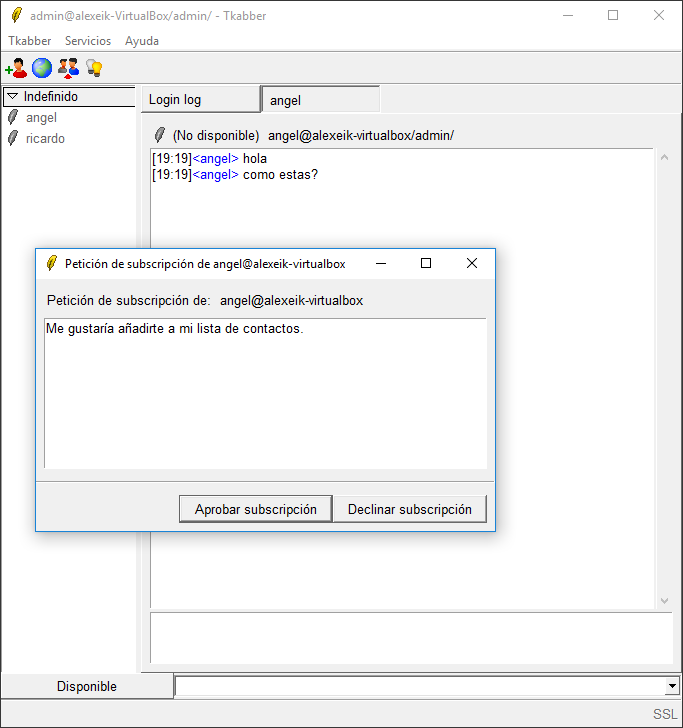 admin@alexeik-VirtualBox/admin/ - Tkabber
Tkabber Servicios Ayuda
Indefinido
angel
ricardo
Login log
angel
(No disponible) angel@alexeik-virtualbox/admin/
[19:19]<angel> hola
[19:19]<angel> como estas?
Petición de subscripción de angel@alexeik-virtualbox
Petición de subscripción de: angel@alexeik-virtualbox
Me gustaría añadirte a mi lista de contactos.
Aprobar subscripción Declinar subscripción
Disponible
SSL